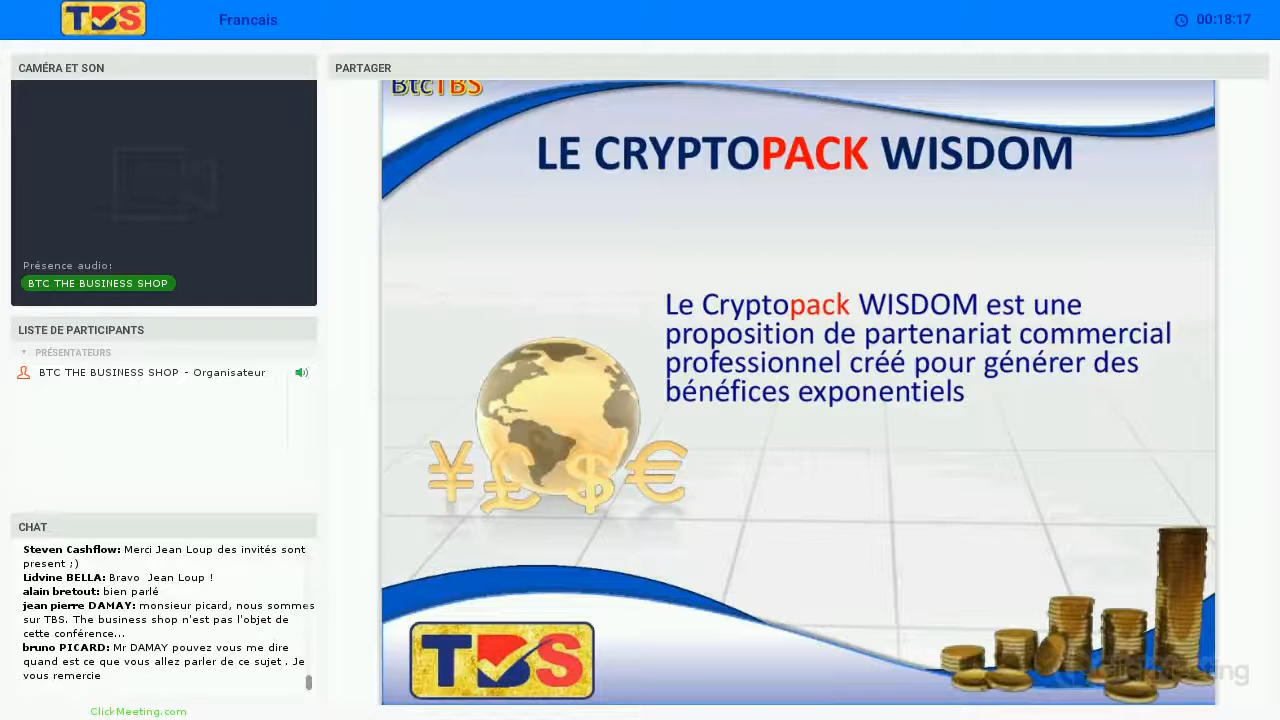 TBS
Francais
00:18:17
CAMÉRA ET SON
PARTAGER
Présence audio:
BTC THE BUSINESS SHOP
LISTE DE PARTICIPANTS
PRÉSENTATEURS
BTC THE BUSINESS SHOP - Organisateur
CHAT
Steven Cashflow: Merci Jean Loup des invités sont
present ;)
Lidvine BELLA: Bravo Jean Loup !
alain bretout: bien parlé
jean pierre DAMAY: monsieur picard, nous sommes
sur TBS. The business shop n'est pas l'objet de
cette conférence...
bruno PICARD: Mr DAMAY pouvez vous me dire
quand est ce que vous allez parler de ce sujet . Je
vous remercie
ClickMeeting.com
BtcTBS
LE CRYPTOPACK WISDOM
Le Cryptopack WISDOM est une
proposition de partenariat commercial
professionnel créé pour générer des
bénéfices exponentiels
¥ £ $ €
TBS
ClickMeeting